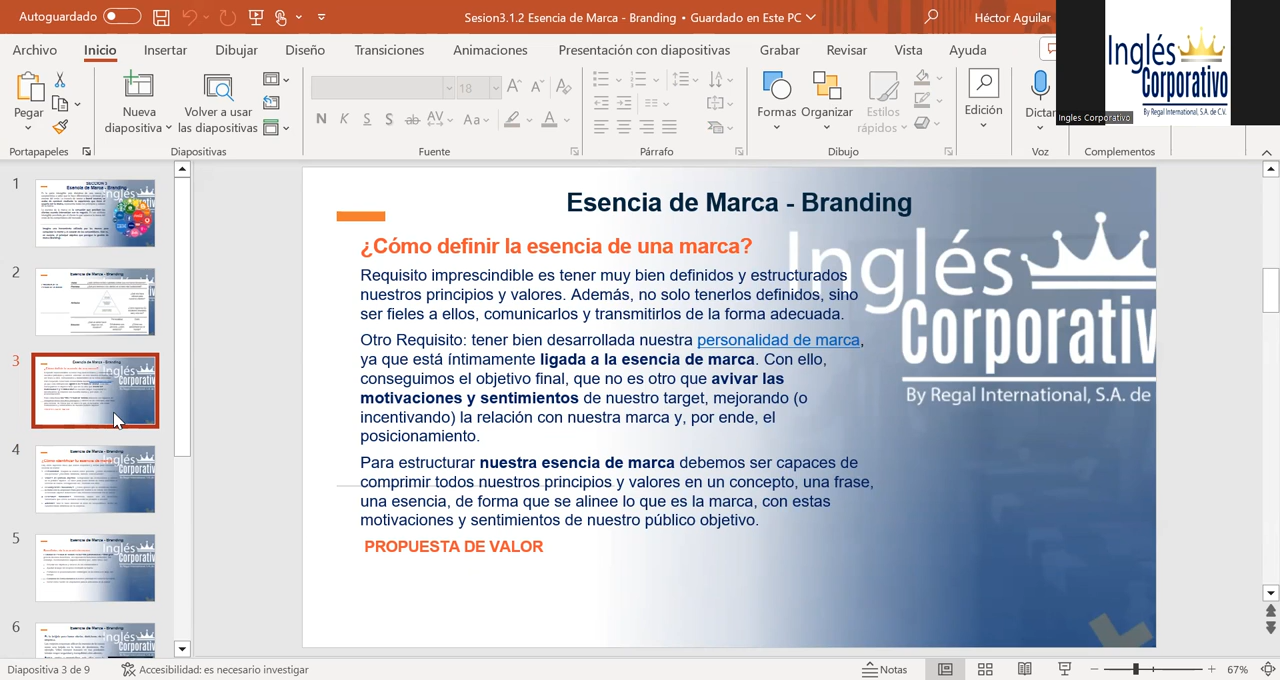 Autoguardado
Sesion3.1.2 Esencia de Marca - Branding • Guardado en Este PC
Héctor Aguilar
Archivo Inicio Insertar Dibujar Diseño Transiciones Animaciones Presentación con diapositivas Grabar Revisar Vista Ayuda
Inglés
Corporativo
By Regal International, S.A. de C.V.
Ingles Corporativo
Pegar
Nueva
diapositiva
Volver a usar
las diapositivas
18
N K S S ab AV Aa A
Formas
Organizar
Estilos
rápidos
Edición
Dictar
Portapapeles
Diapositivas
Fuente
Párrafo
Dibujo
Voz
Complementos
1
2
3
4
5
6
Esencia de Marca - Branding
¿Cómo definir la esencia de una marca?
Requisito imprescindible es tener muy bien definidos y estructurados
nuestros principios y valores. Además, no solo tenerlos definidos, sino
ser fieles a ellos, comunicarlos y transmitirlos de la forma adecuada.
Otro Requisito: tener bien desarrollada nuestra personalidad de marca,
ya que está íntimamente ligada a la esencia de marca. Con ello,
conseguimos el objetivo final, que no es otro que avivar las
motivaciones y sentimientos de nuestro target, mejorando (o
incentivando) la relación con nuestra marca y, por ende, el
posicionamiento.
Para estructurar nuestra esencia de marca debemos ser capaces de
comprimir todos nuestros principios y valores en un concepto, una frase,
una esencia, de forma que se alinee lo que es la marca, con estas
motivaciones y sentimientos de nuestro público objetivo.
PROPUESTA DE VALOR
Inglés
Corporativ
By Regal International, S.A. de
Diapositiva 3 de 9
Accesibilidad: es necesario investigar
Notas
67%